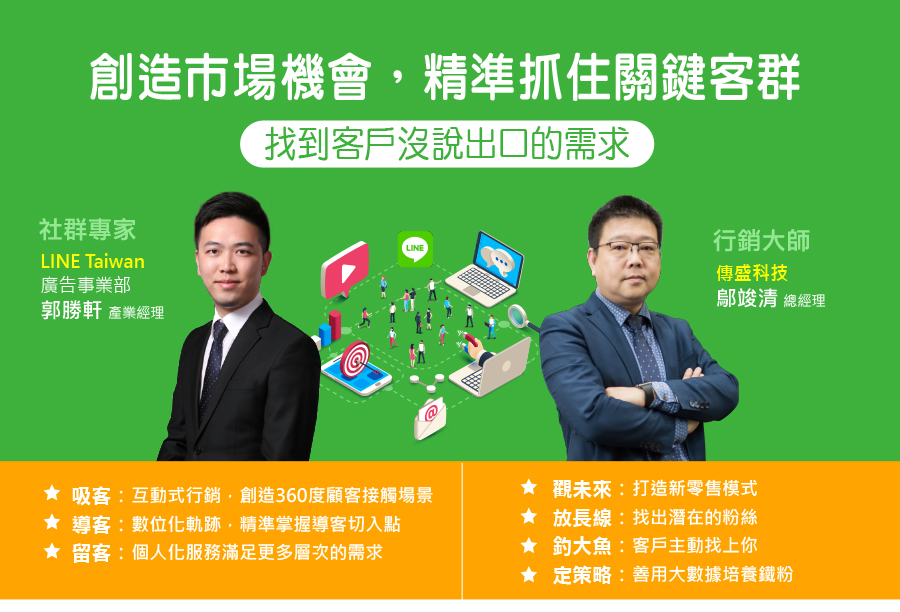 創造市場機會，精準抓住關鍵客群
找到客戶沒說出口的需求
社群專家
LINE Taiwan
廣告事業部
郭勝軒 產業經理
LINE
行銷大師
傳盛科技
鄔竣清 總經理
@
★ 吸客：互動式行銷，創造360度顧客接觸場景
★ 導客：數位化軌跡，精準掌握導客切入點
★ 留客：個人化服務滿足更多層次的需求
★ 觀未來：打造新零售模式
★ 放長線：找出潛在的粉絲
★ 釣大魚：客戶主動找上你
★ 定策略：善用大數據培養鐵粉